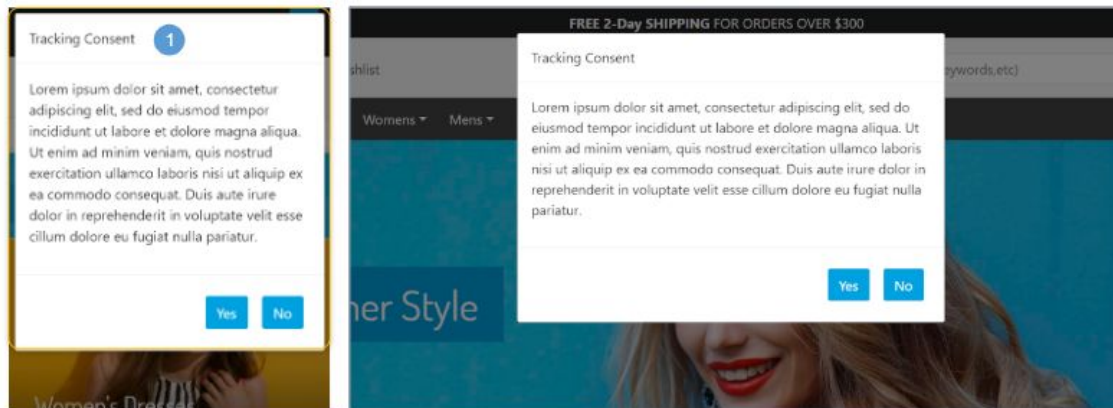 Tracking Consent 1
Lorem ipsum dolor sit amet, consectetur
adipiscing elit, sed do eiusmod tempor
incididunt ut labore et dolore magna aliqua.
Ut enim ad minim veniam, quis nostrud
exercitation ullamco laboris nisi ut aliquip ex
ea commodo consequat. Duis aute irure
dolor in reprehenderit in voluptate velit esse
cillum dolore eu fugiat nulla pariatur.
Yes No
Women's Dresses
FREE 2-Day SHIPPING FOR ORDERS OVER $300
shlist
eywords,etc)
Womens Mens
Tracking Consent
Lorem ipsum dolor sit amet, consectetur adipiscing elit, sed do
eiusmod tempor incididunt ut labore et dolore magna aliqua. Ut
enim ad minim veniam, quis nostrud exercitation ullamco laboris
nisi ut aliquip ex ea commodo consequat. Duis aute irure dolor in
reprehenderit in voluptate velit esse cillum dolore eu fugiat nulla
pariatur.
Yes No
ner Style